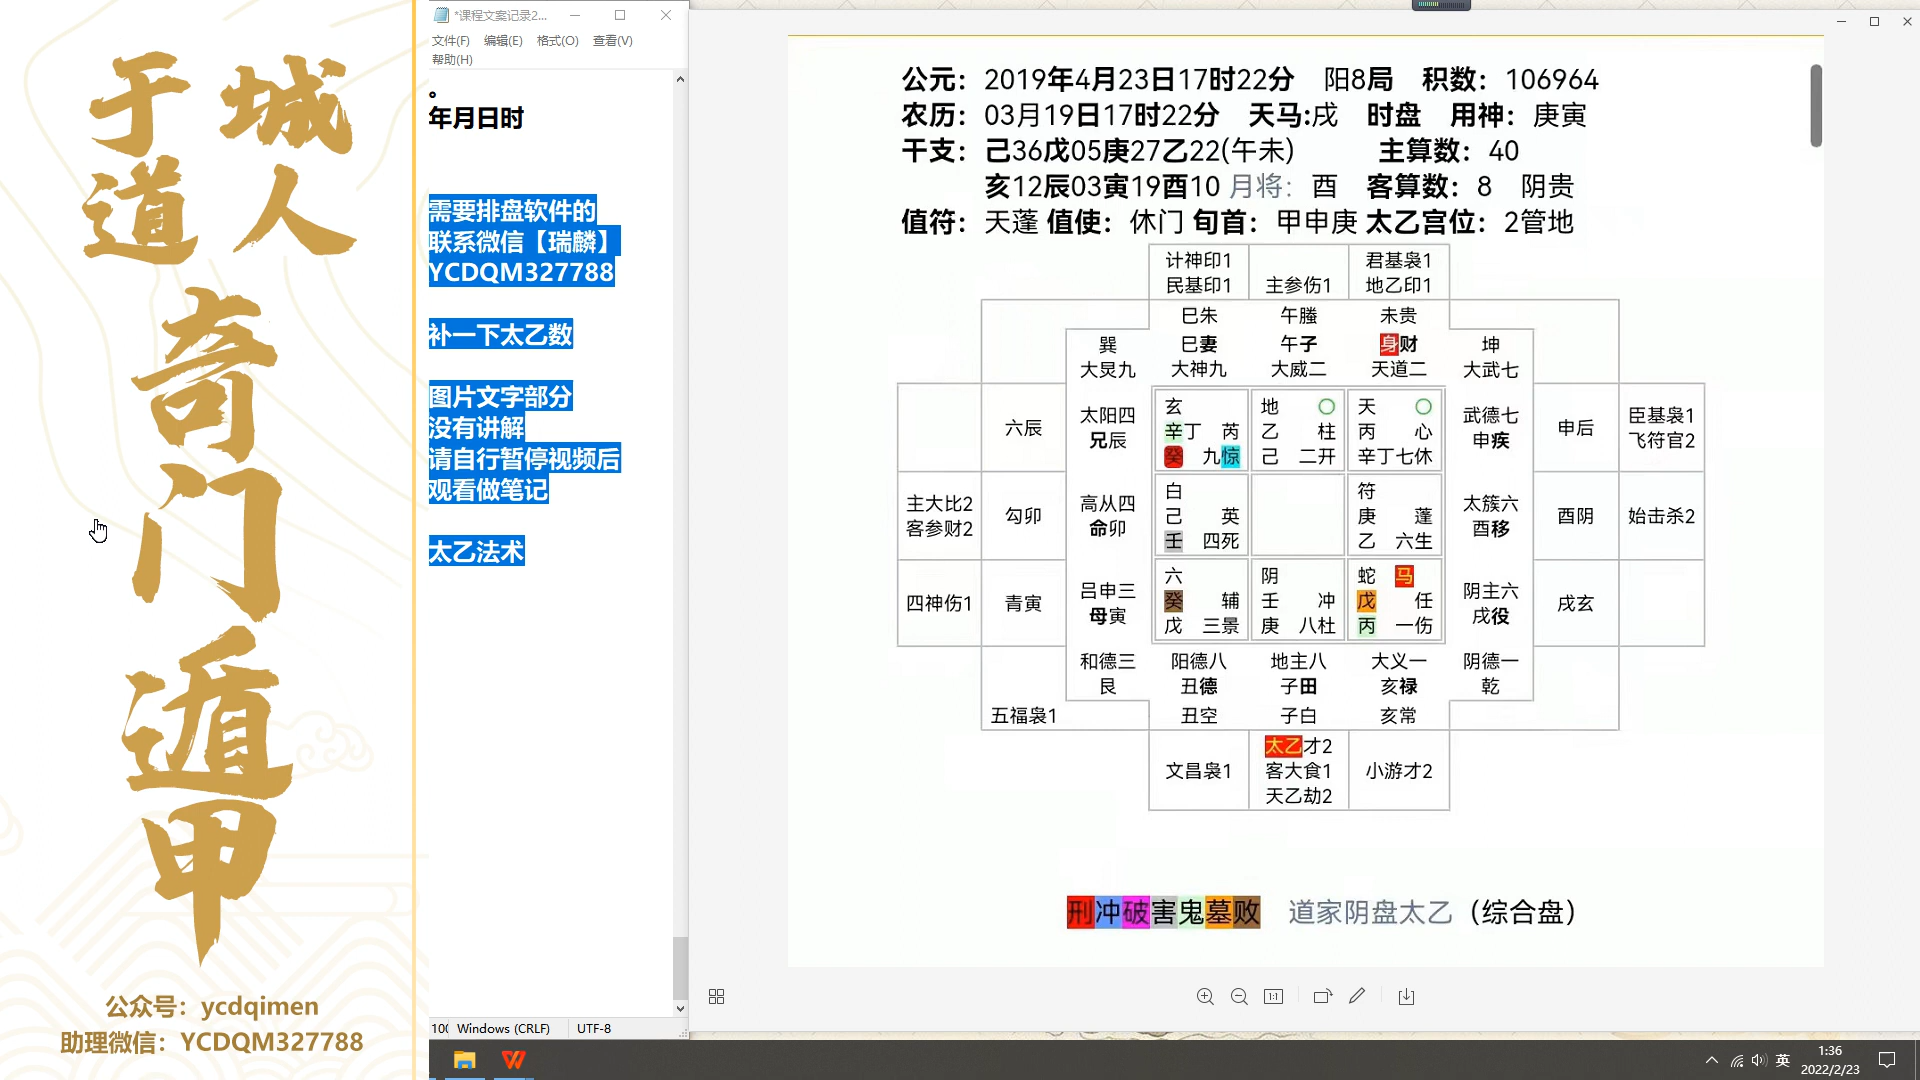 于城
道人
奇
门
遁
甲
公众号：ycdqimen
助理微信：YCDQM327788
*课程文案记录2...
文件(F) 编辑(E) 格式(O) 查看(V)
帮助(H)
。
年月日时
需要排盘软件的
联系微信【瑞麟】
YCDQM327788
补一下太乙数
图片文字部分
没有讲解
请自行暂停视频后
观看做笔记
太乙法术
100 Windows (CRLF) UTF-8
公元：2019年4月23日17时22分 阳8局 积数：106964
农历：03月19日17时22分 天马:戌 时盘 用神：庚寅
干支：己36戊05庚27乙22(午未) 主算数：40
亥12辰03寅19酉10 月将：酉 客算数：8 阴贵
值符：天蓬 值使：休门 旬首：甲申庚 太乙宫位：2管地
计神印1 君基袅1
民基印1 主参伤1 地乙印1
巳朱 午螣 未贵
巽 巳妻 午子 身财 坤
大炅九 大神九 大威二 天道二 大武七
玄 地 〇 天 〇
太阳四 辛丁 芮 乙 柱 丙 心 武德七
六辰 兄辰 癸 九惊 己 二开 辛丁七休 申疾 申后 臣基袅1
飞符官2
白 符
主大比2 勾卯 高从四 己 英 庚 蓬 太簇六 酉阴 始击杀2
客参财2 命卯 壬 四死 乙 六生 酉移
六 阴 蛇 马
四神伤1 青寅 吕申三 癸 辅 壬 冲 戊 任 阴主六 戌玄
母寅 戊 三景 庚 八杜 丙 一伤 戌役
和德三 阳德八 地主八 大义一 阴德一
艮 丑德 子田 亥禄 乾
五福袅1 丑空 子白 亥常
太乙才2
文昌袅1 客大食1 小游才2
天乙劫2
刑冲破害鬼墓败 道家阴盘太乙（综合盘）
1:1
英
1:36
2022/2/23